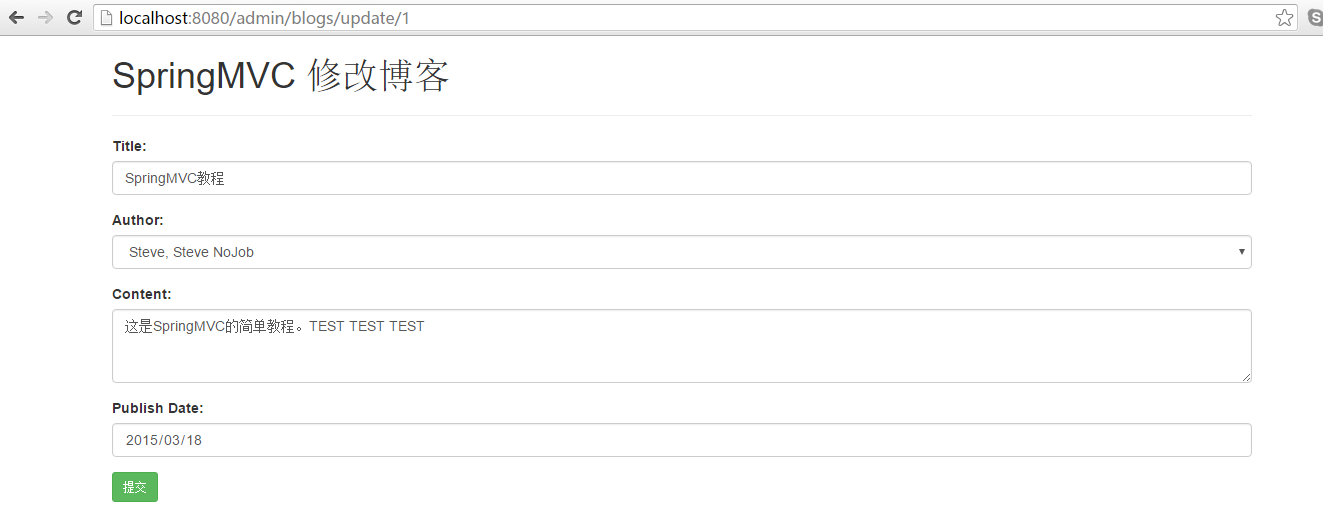 localhost:8080/admin/blogs/update/1
SpringMVC 修改博客
Title:
SpringMVC教程
Author:
Steve, Steve NoJob
Content:
这是SpringMVC的简单教程。TEST TEST TEST
Publish Date:
2015/03/18
提交